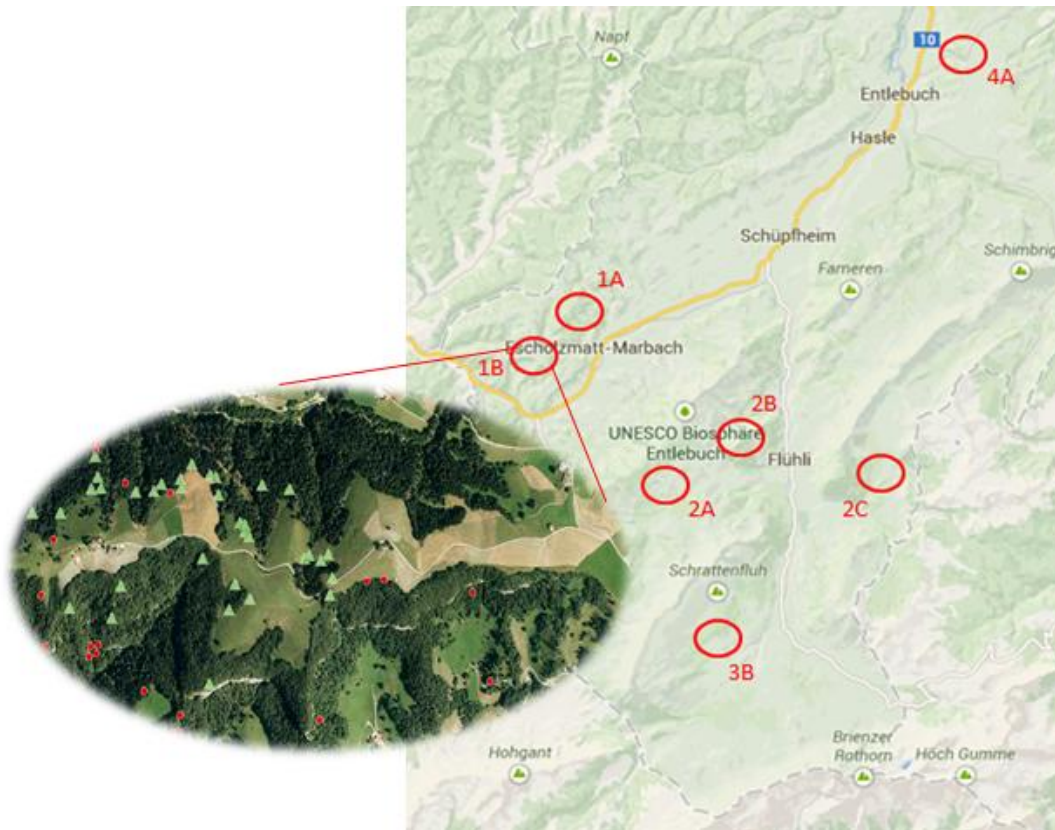 Napf
10
4A
Entlebuch
Hasle
Schüpfheim
Schimbrig
Farneren
1A
Escholzmatt-Marbach
1B
2B
UNESCO Biosphäre
Entlebuch
Flühli
2A
2C
Schrattenfluh
3B
Brienzer
Rothorn
Hohgant
Höch Gumme